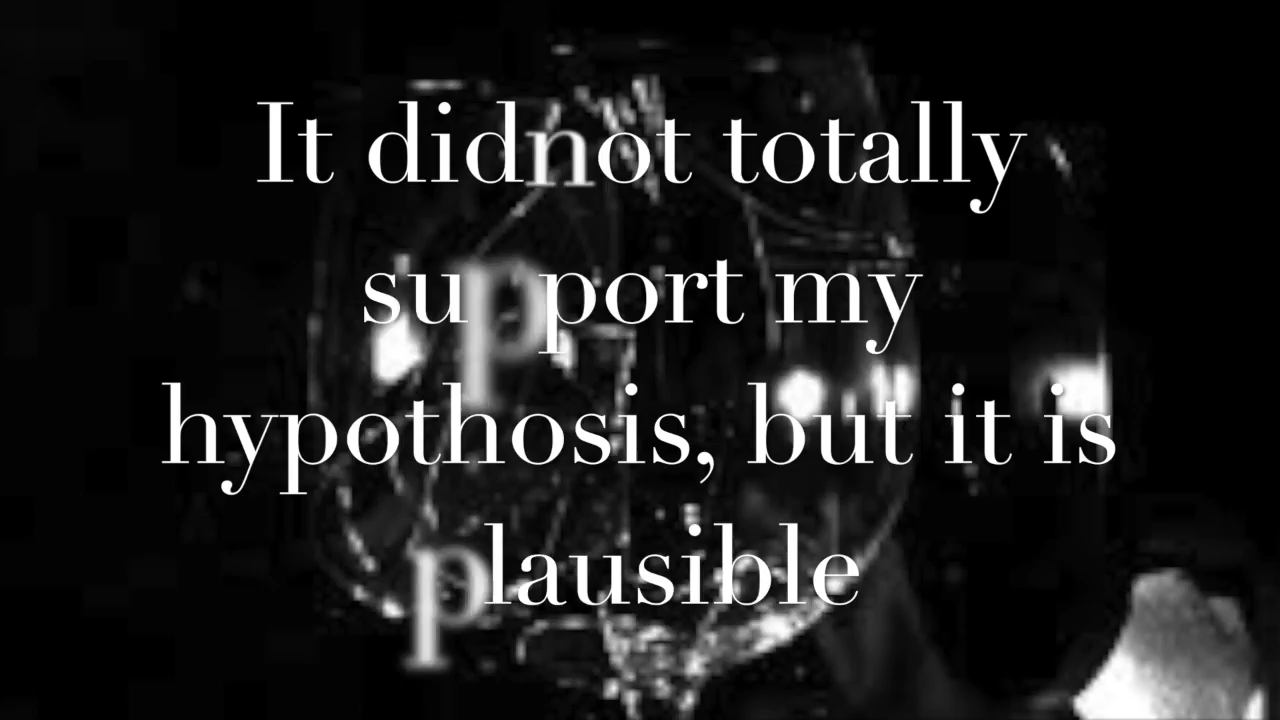 It didnot totally
support my
hypothosis, but it is
plausible